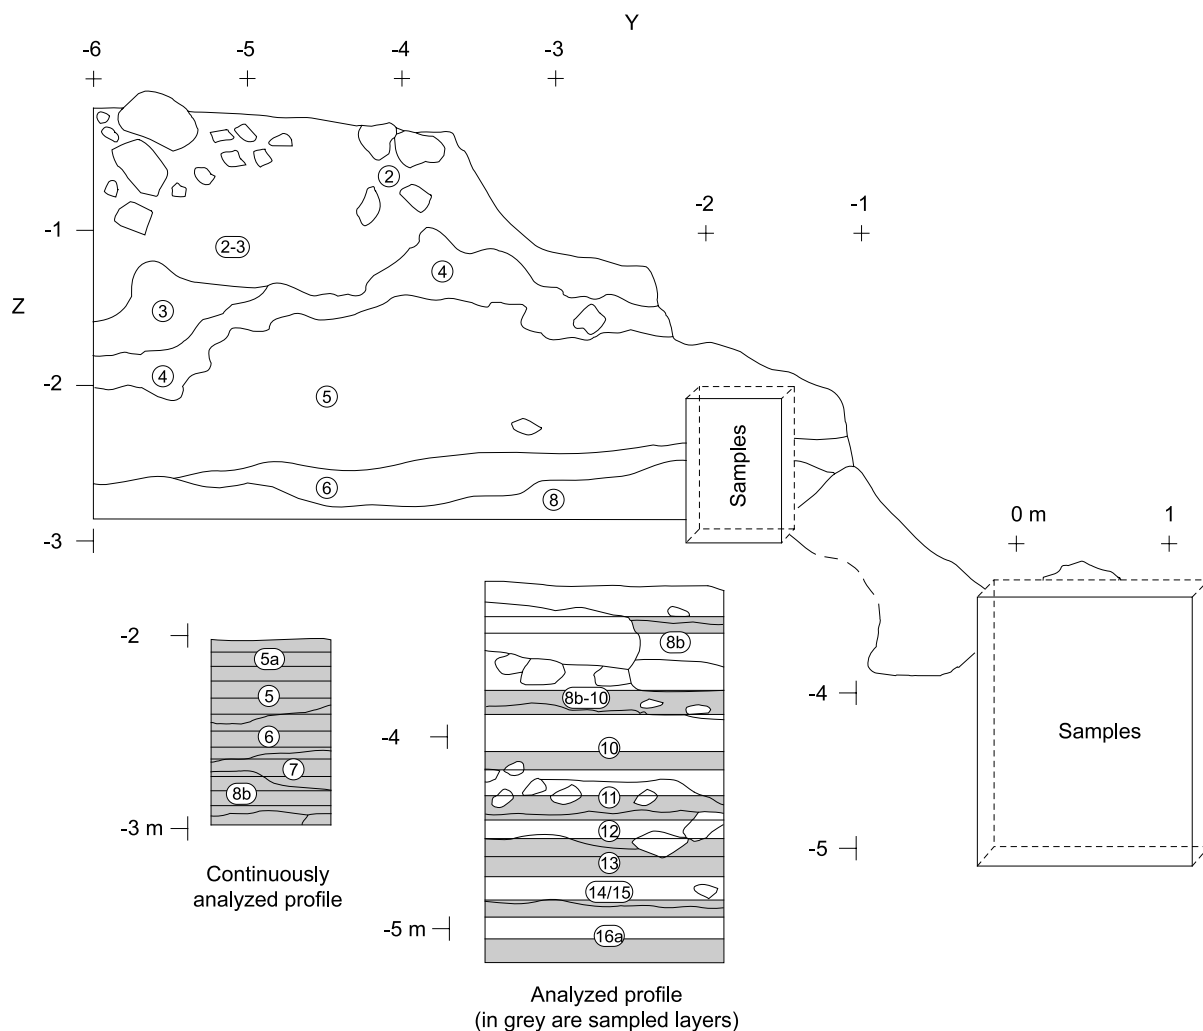 Y
-6
-5
-4
-3
2
-2
-1
-1
2-3
4
Z
3
4
-2
5
Samples
6
8
-3
0 m
1
-2
8b
5a
5
8b-10
-4
6
-4
10
Samples
7
8b
11
-3 m
12
13
-5
Continuously
analyzed profile
14/15
-5 m
16a
Analyzed profile
(in grey are sampled layers)